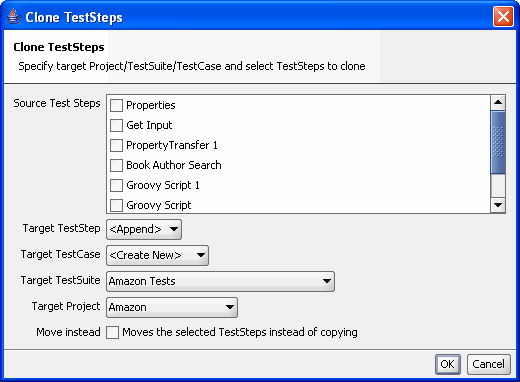 Clone TestSteps
Clone TestSteps
Specify target Project/TestSuite/TestCase and select TestSteps to clone
Source Test Steps
Properties
Get Input
PropertyTransfer 1
Book Author Search
Groovy Script 1
Groovy Script
Target TestStep <Append>
Target TestCase <Create New>
Target TestSuite Amazon Tests
Target Project Amazon
Move instead Moves the selected TestSteps instead of copying
OK Cancel